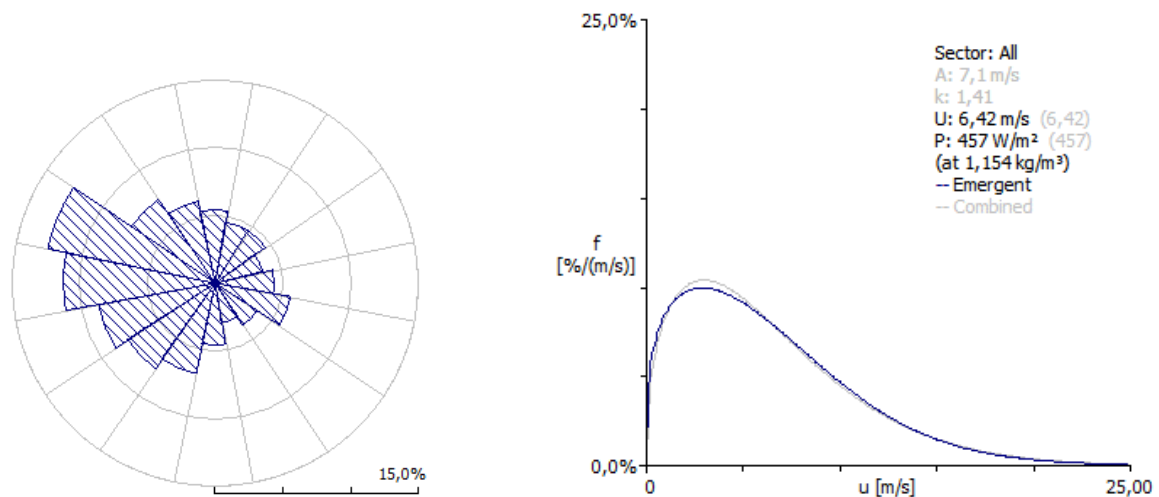 15,0%
25,0%
Sector: All
A: 7,1 m/s
k: 1,41
U: 6,42 m/s (6,42)
P: 457 W/m² (457)
(at 1,154 kg/m³)
-- Emergent
-- Combined
f
[%/(m/s)]
0,0%
0
u [m/s]
25,00